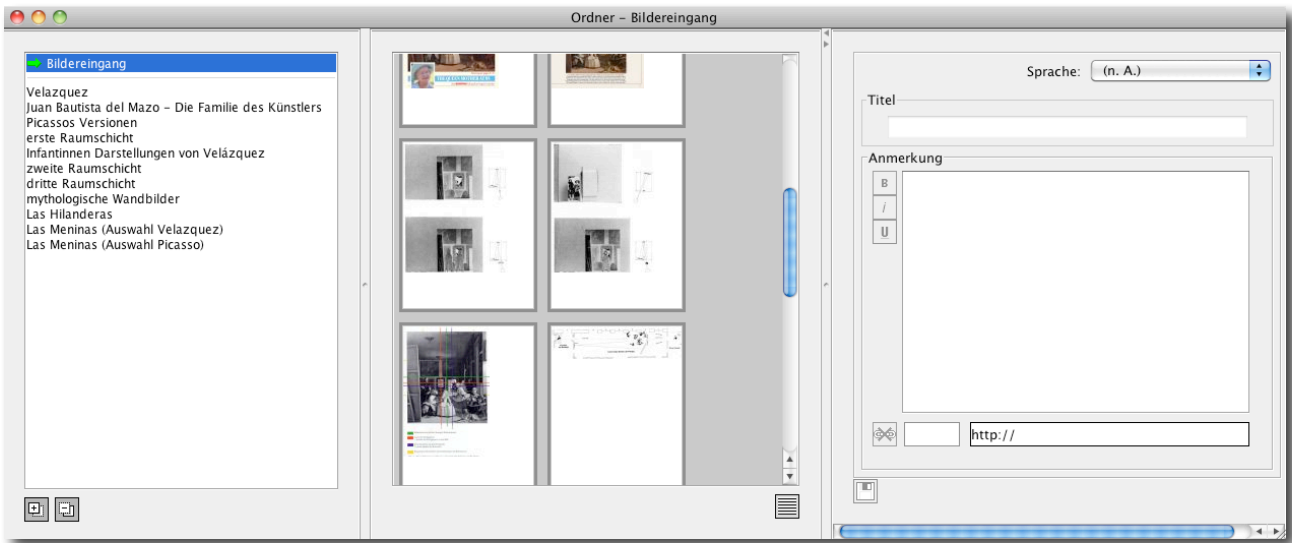 Ordner – Bildereingang
Bildereingang
Velazquez
Juan Bautista del Mazo – Die Familie des Künstlers
Picassos Versionen
erste Raumschicht
Infantinnen Darstellungen von Velázquez
zweite Raumschicht
dritte Raumschicht
mythologische Wandbilder
Las Hilanderas
Las Meninas (Auswahl Velazquez)
Las Meninas (Auswahl Picasso)
Sprache: (n. A.)
Titel
Anmerkung
B
I
U
http://